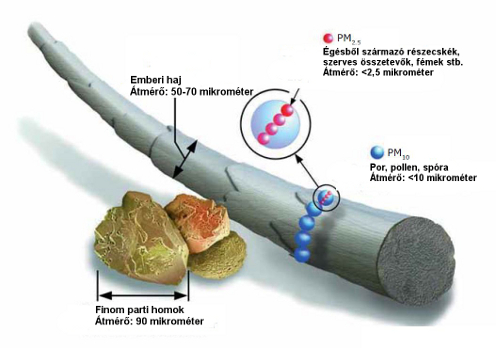 PM2.5
Égésből származó részecskék,
szerves összetevők, fémek stb.
Átmérő: <2,5 mikrométer
Emberi haj
Átmérő: 50-70 mikrométer
PM10
Por, pollen, spóra
Átmérő: <10 mikrométer
Finom parti homok
Átmérő: 90 mikrométer